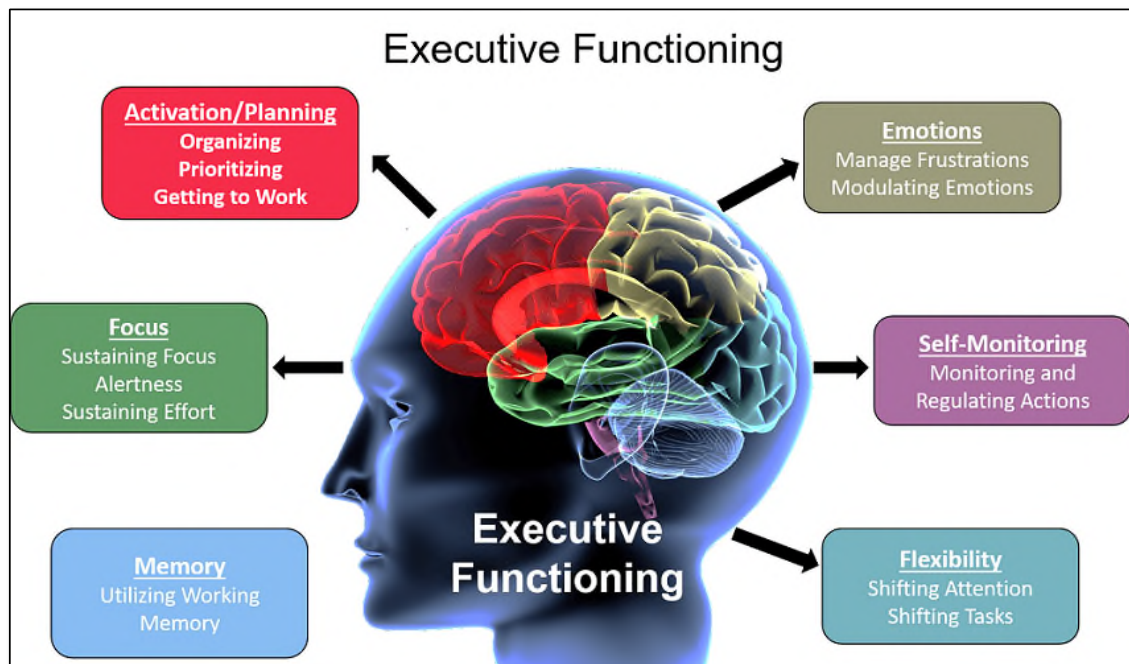 Executive Functioning
Activation/Planning
Organizing
Prioritizing
Getting to Work
Emotions
Manage Frustrations
Modulating Emotions
Focus
Sustaining Focus
Alertness
Sustaining Effort
Self-Monitoring
Monitoring and
Regulating Actions
Executive
Functioning
Memory
Utilizing Working
Memory
Flexibility
Shifting Attention
Shifting Tasks